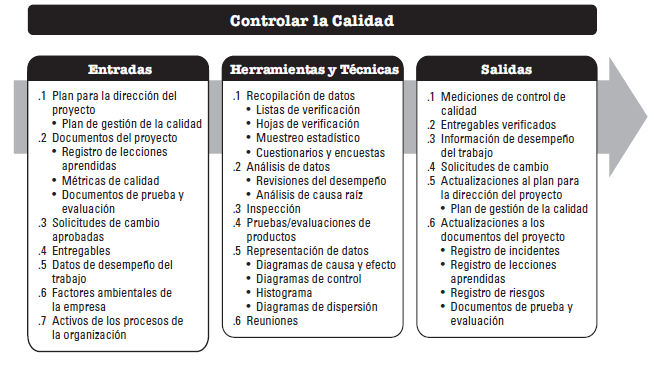 Controlar la Calidad
Entradas
.1 Plan para la dirección del
proyecto
• Plan de gestión de la calidad
.2 Documentos del proyecto
• Registro de lecciones
aprendidas
• Métricas de calidad
• Documentos de prueba y
evaluación
.3 Solicitudes de cambio
aprobadas
.4 Entregables
.5 Datos de desempeño del
trabajo
.6 Factores ambientales de
la empresa
.7 Activos de los procesos de
la organización
Herramientas y Técnicas
.1 Recopilación de datos
• Listas de verificación
• Hojas de verificación
• Muestreo estadístico
• Cuestionarios y encuestas
.2 Análisis de datos
• Revisiones del desempeño
• Análisis de causa raíz
.3 Inspección
.4 Pruebas/evaluaciones de
productos
.5 Representación de datos
• Diagramas de causa y efecto
• Diagramas de control
• Histograma
• Diagramas de dispersión
.6 Reuniones
Salidas
.1 Mediciones de control de
calidad
.2 Entregables verificados
.3 Información de desempeño
del trabajo
.4 Solicitudes de cambio
.5 Actualizaciones al plan para
la dirección del proyecto
• Plan de gestión de la calidad
.6 Actualizaciones a los
documentos del proyecto
• Registro de incidentes
• Registro de lecciones
aprendidas
• Registro de riesgos
• Documentos de prueba y
evaluación